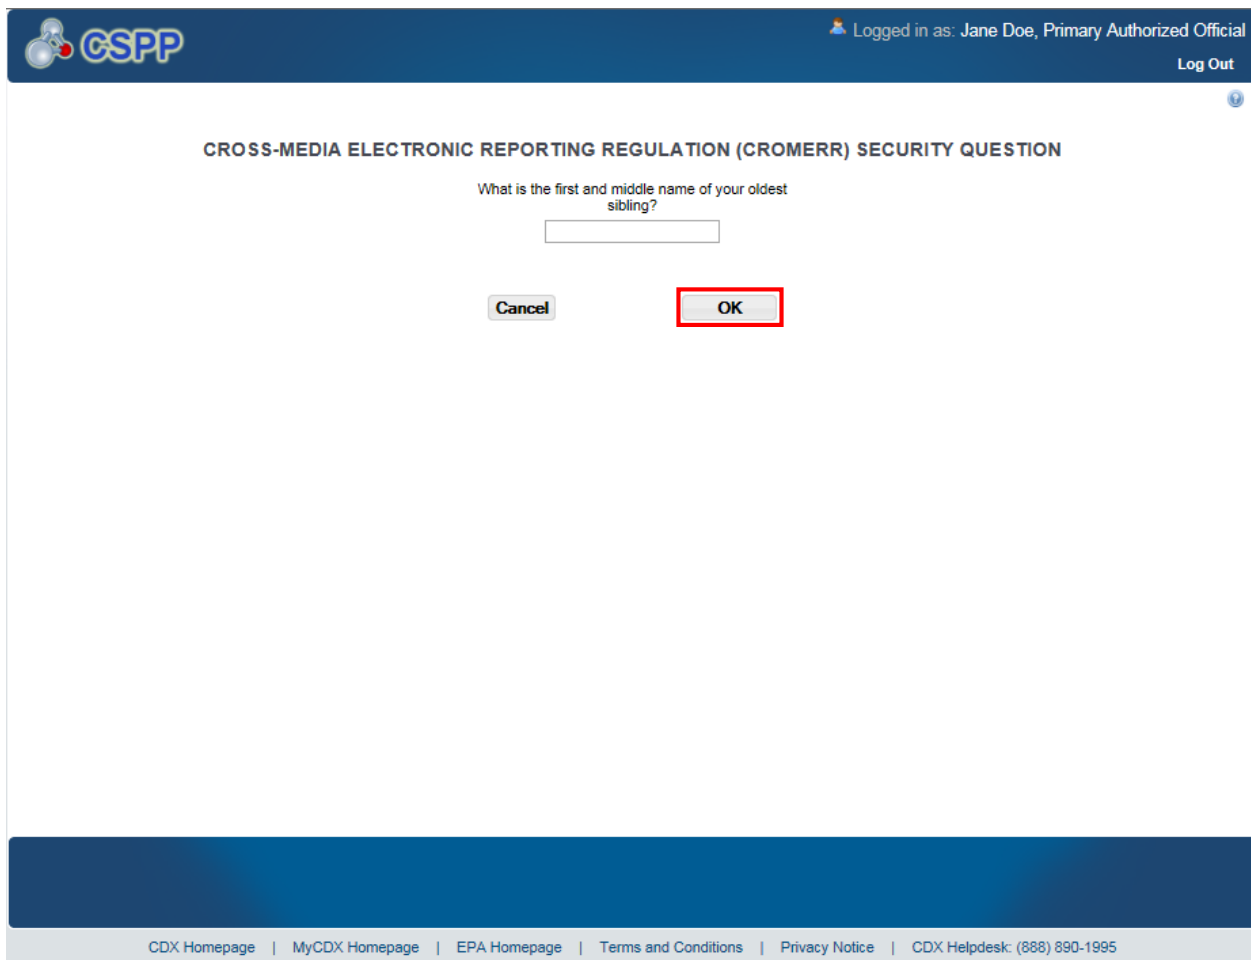 CSPP
Logged in as: Jane Doe, Primary Authorized Official
Log Out
?
CROSS-MEDIA ELECTRONIC REPORTING REGULATION (CROMERR) SECURITY QUESTION
What is the first and middle name of your oldest
sibling?
Cancel OK
CDX Homepage | MyCDX Homepage | EPA Homepage | Terms and Conditions | Privacy Notice | CDX Helpdesk: (888) 890-1995